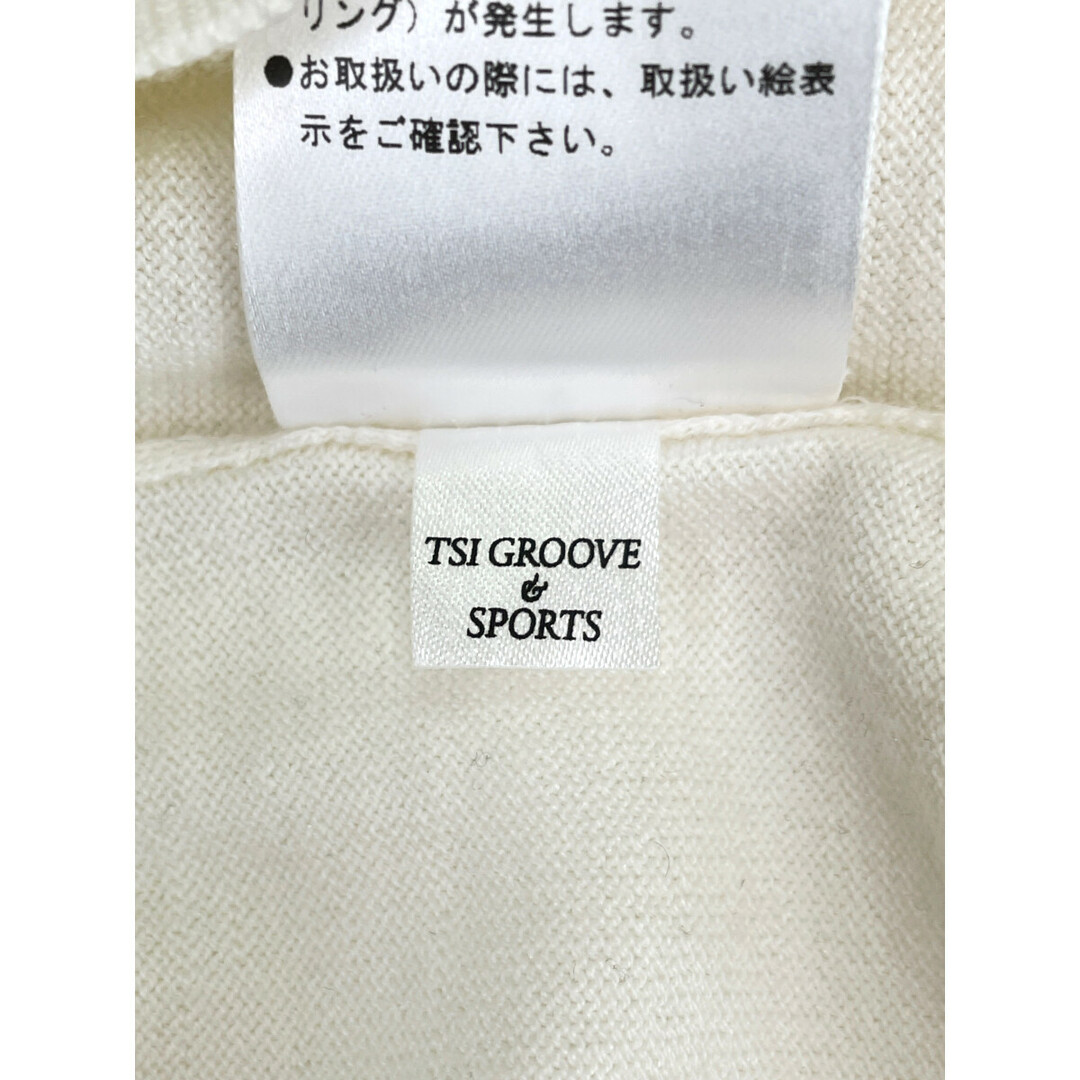 リング）が発生します。
●お取扱いの際には、取扱い絵表
示をご確認下さい。
TSI GROOVE
&
SPORTS